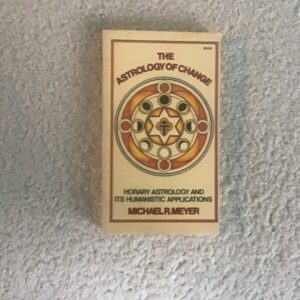 THE
ASTROLOGY OF CHANGE
HORARY ASTROLOGY AND
ITS HUMANISTIC APPLICATIONS
MICHAEL R. MEYER